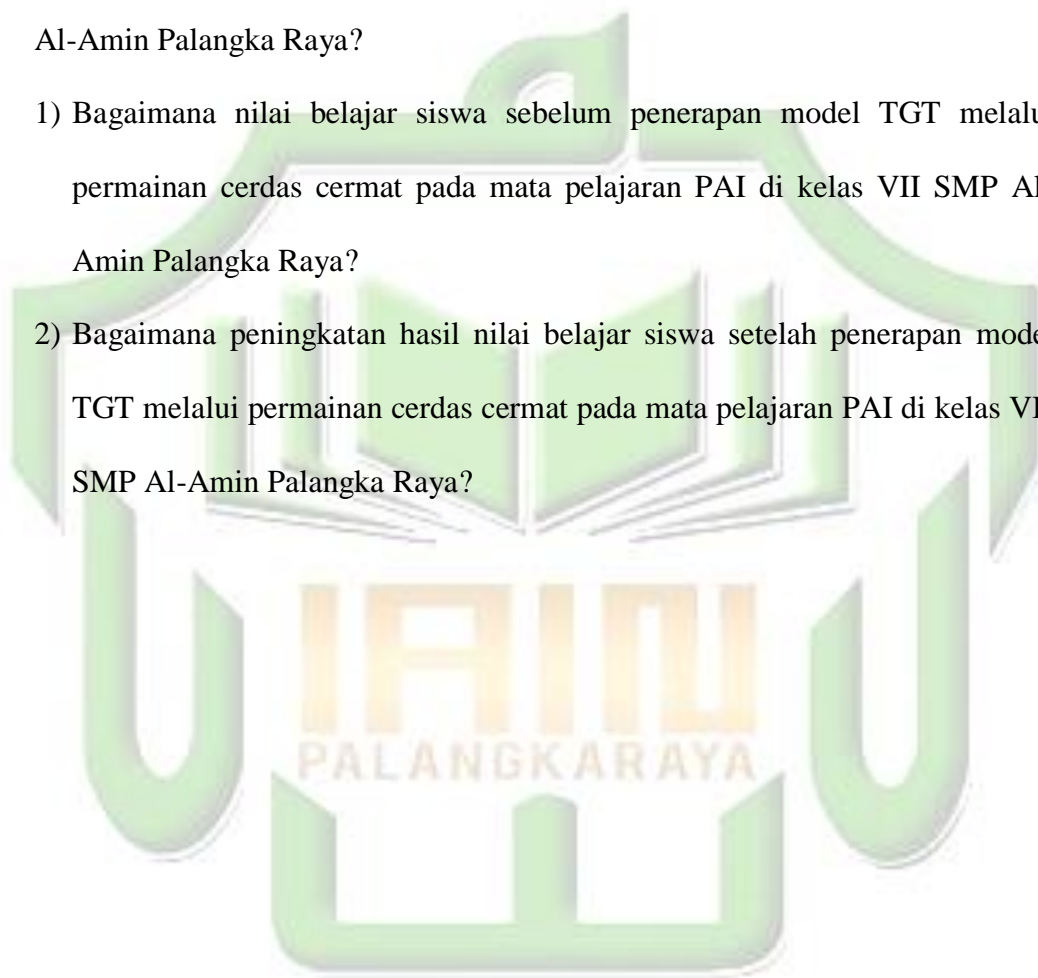 Al-Amin Palangka Raya?
1) Bagaimana nilai belajar siswa sebelum penerapan model TGT melalu
permainan cerdas cermat pada mata pelajaran PAI di kelas VII SMP Al
Amin Palangka Raya?
2) Bagaimana peningkatan hasil nilai belajar siswa setelah penerapan mode
TGT melalui permainan cerdas cermat pada mata pelajaran PAI di kelas VI
SMP Al-Amin Palangka Raya?
IAIN
PALANGKARAYA